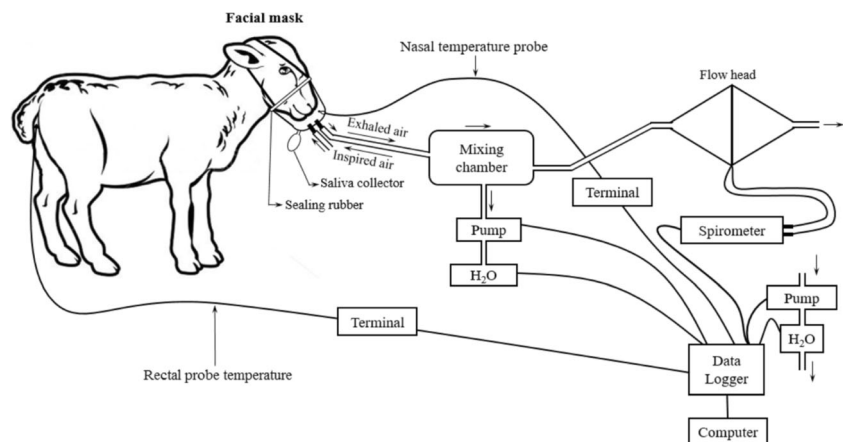 Facial mask
Nasal temperature probe
Flow head
Exhaled air
Inspired air
Mixing
chamber
Saliva collector
Sealing rubber
Terminal
Pump
Spirometer
H₂O
Pump
H₂O
Terminal
Data
Logger
Rectal probe temperature
Computer